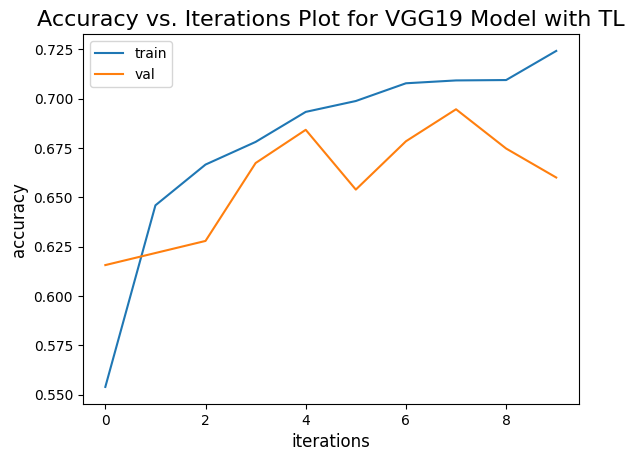 Accuracy vs. Iterations Plot for VGG19 Model with TL
train
val
0.725
0.700
0.675
0.650
0.625
0.600
0.575
0.550
accuracy
0 2 4 6 8
iterations